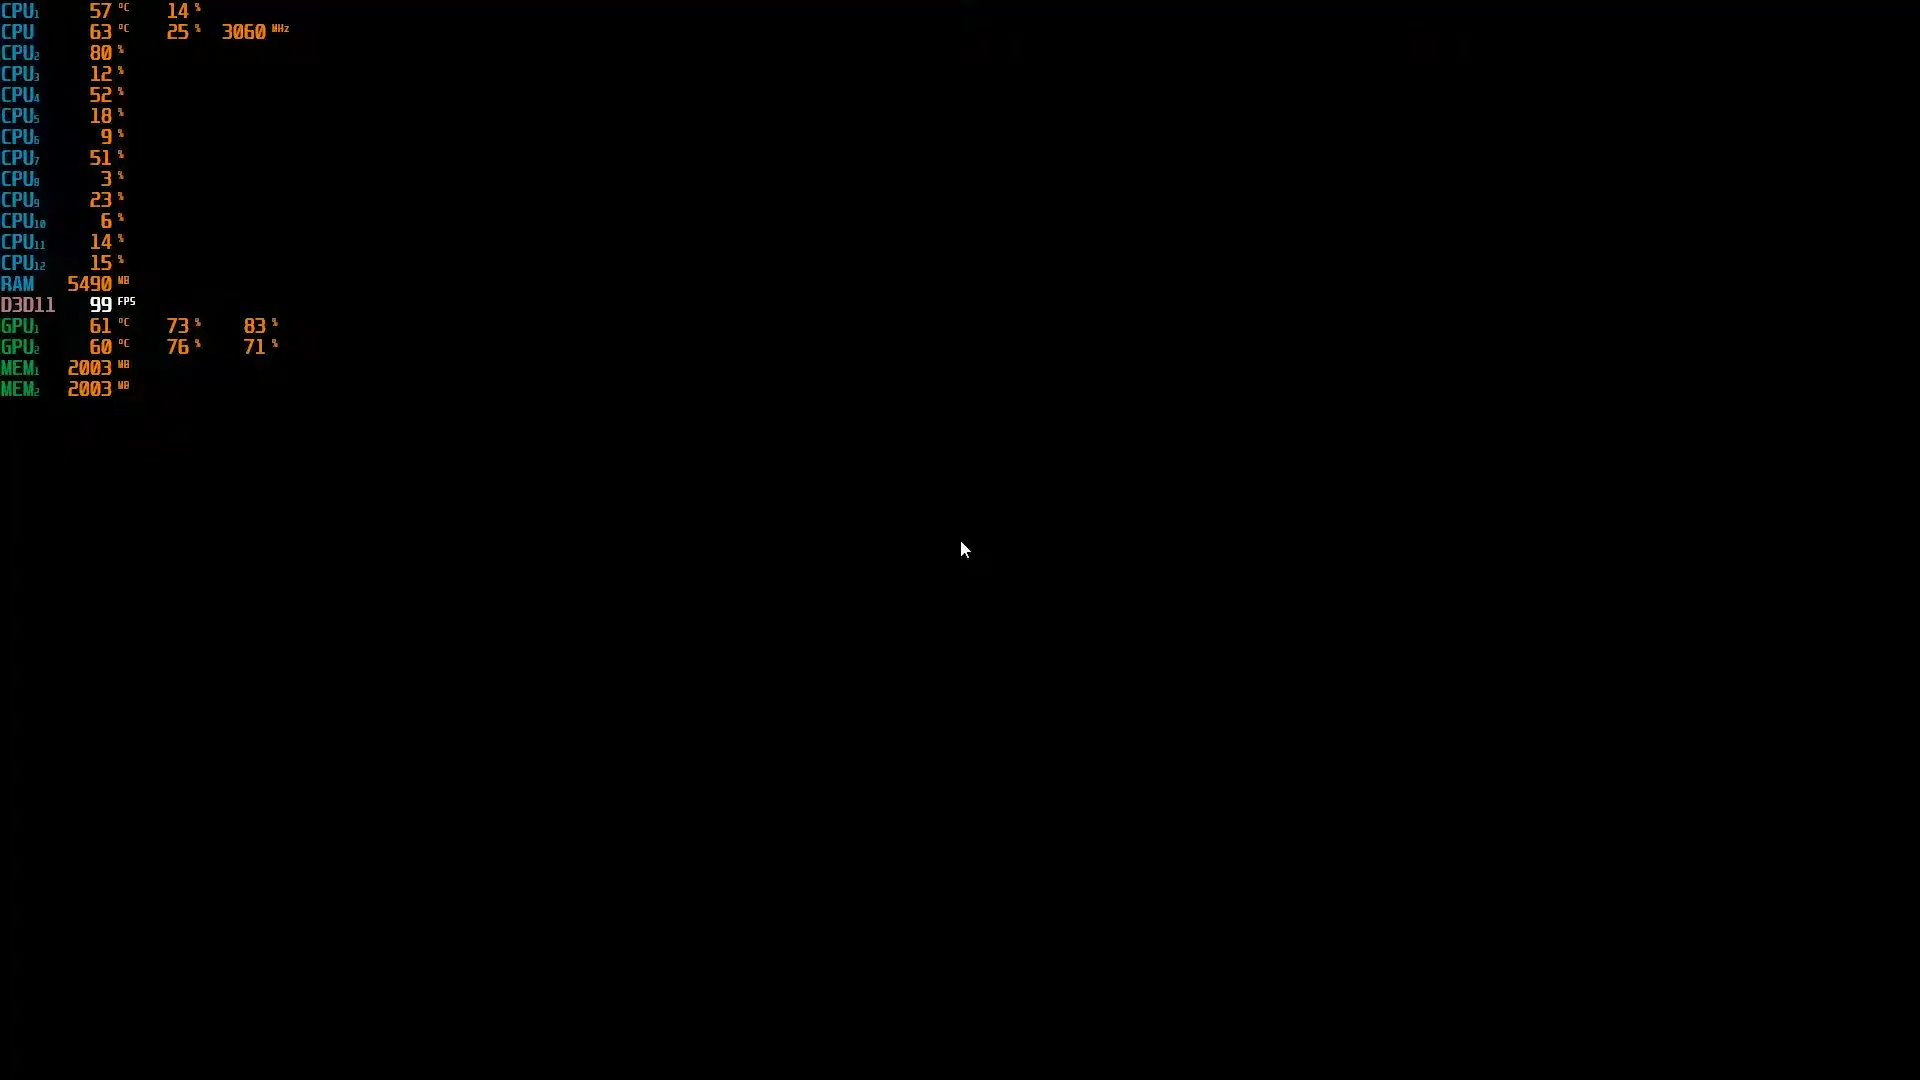 CPU₁ 57 °C 14 %
CPU 63 °C 25 % 3060 MHz
CPU₂ 80 %
CPU₃ 12 %
CPU₄ 52 %
CPU₅ 18 %
CPU₆ 9 %
CPU₇ 51 %
CPU₈ 3 %
CPU₉ 23 %
CPU₁₀ 6 %
CPU₁₁ 14 %
CPU₁₂ 15 %
RAM 5490 MB
D3D11 99 FPS
GPU₁ 61 °C 73 % 83 %
GPU₂ 60 °C 76 % 71 %
MEM₁ 2003 MB
MEM₂ 2003 MB